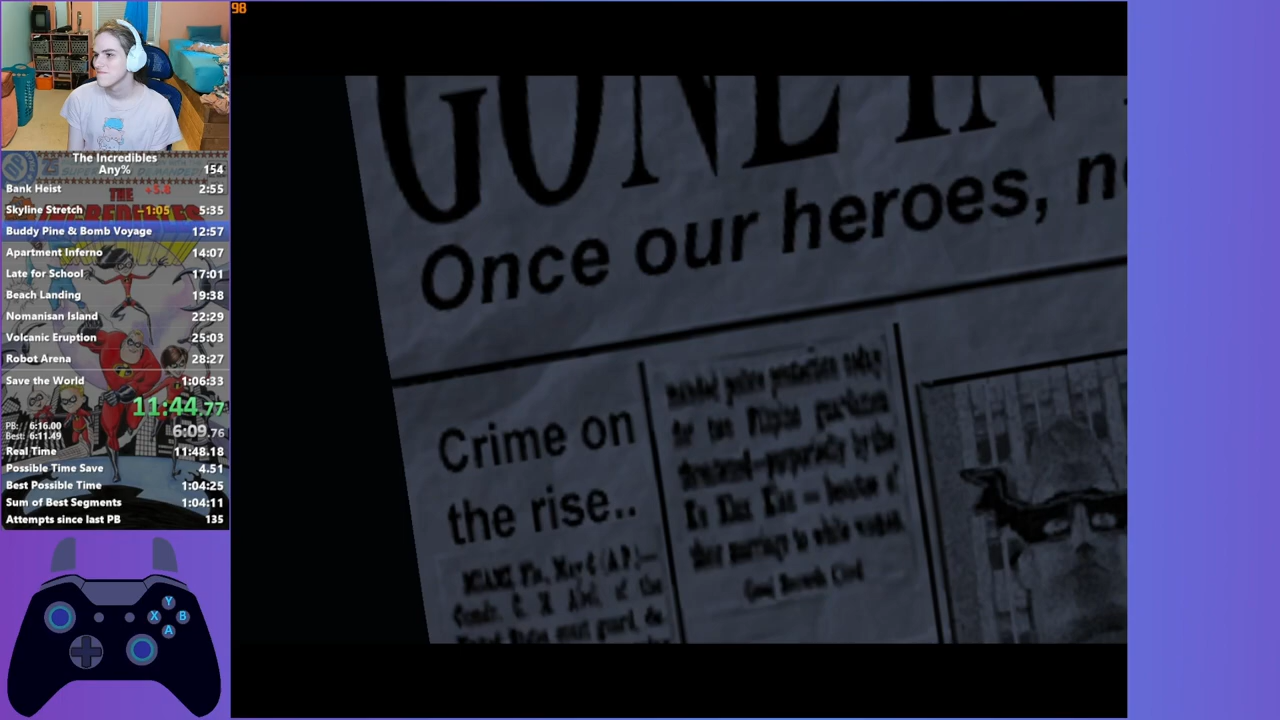 98
The Incredibles
Any% 154
Bank Heist +5.8 2:55
Skyline Stretch -1:05 5:35
Buddy Pine & Bomb Voyage 12:57
Apartment Inferno 14:07
Late for School 17:01
Beach Landing 19:38
Nomanisan Island 22:29
Volcanic Eruption 25:03
Robot Arena 28:27
Save the World 1:06:33
11:44.77
PB: 6:16.00
Best: 6:11.49
6:09.76
Real Time 11:48.18
Possible Time Save 4.51
Best Possible Time 1:04:25
Sum of Best Segments 1:04:11
Attempts since last PB 135
Y
X B
A
GONE IN
Once our heroes,
Crime on
the rise..